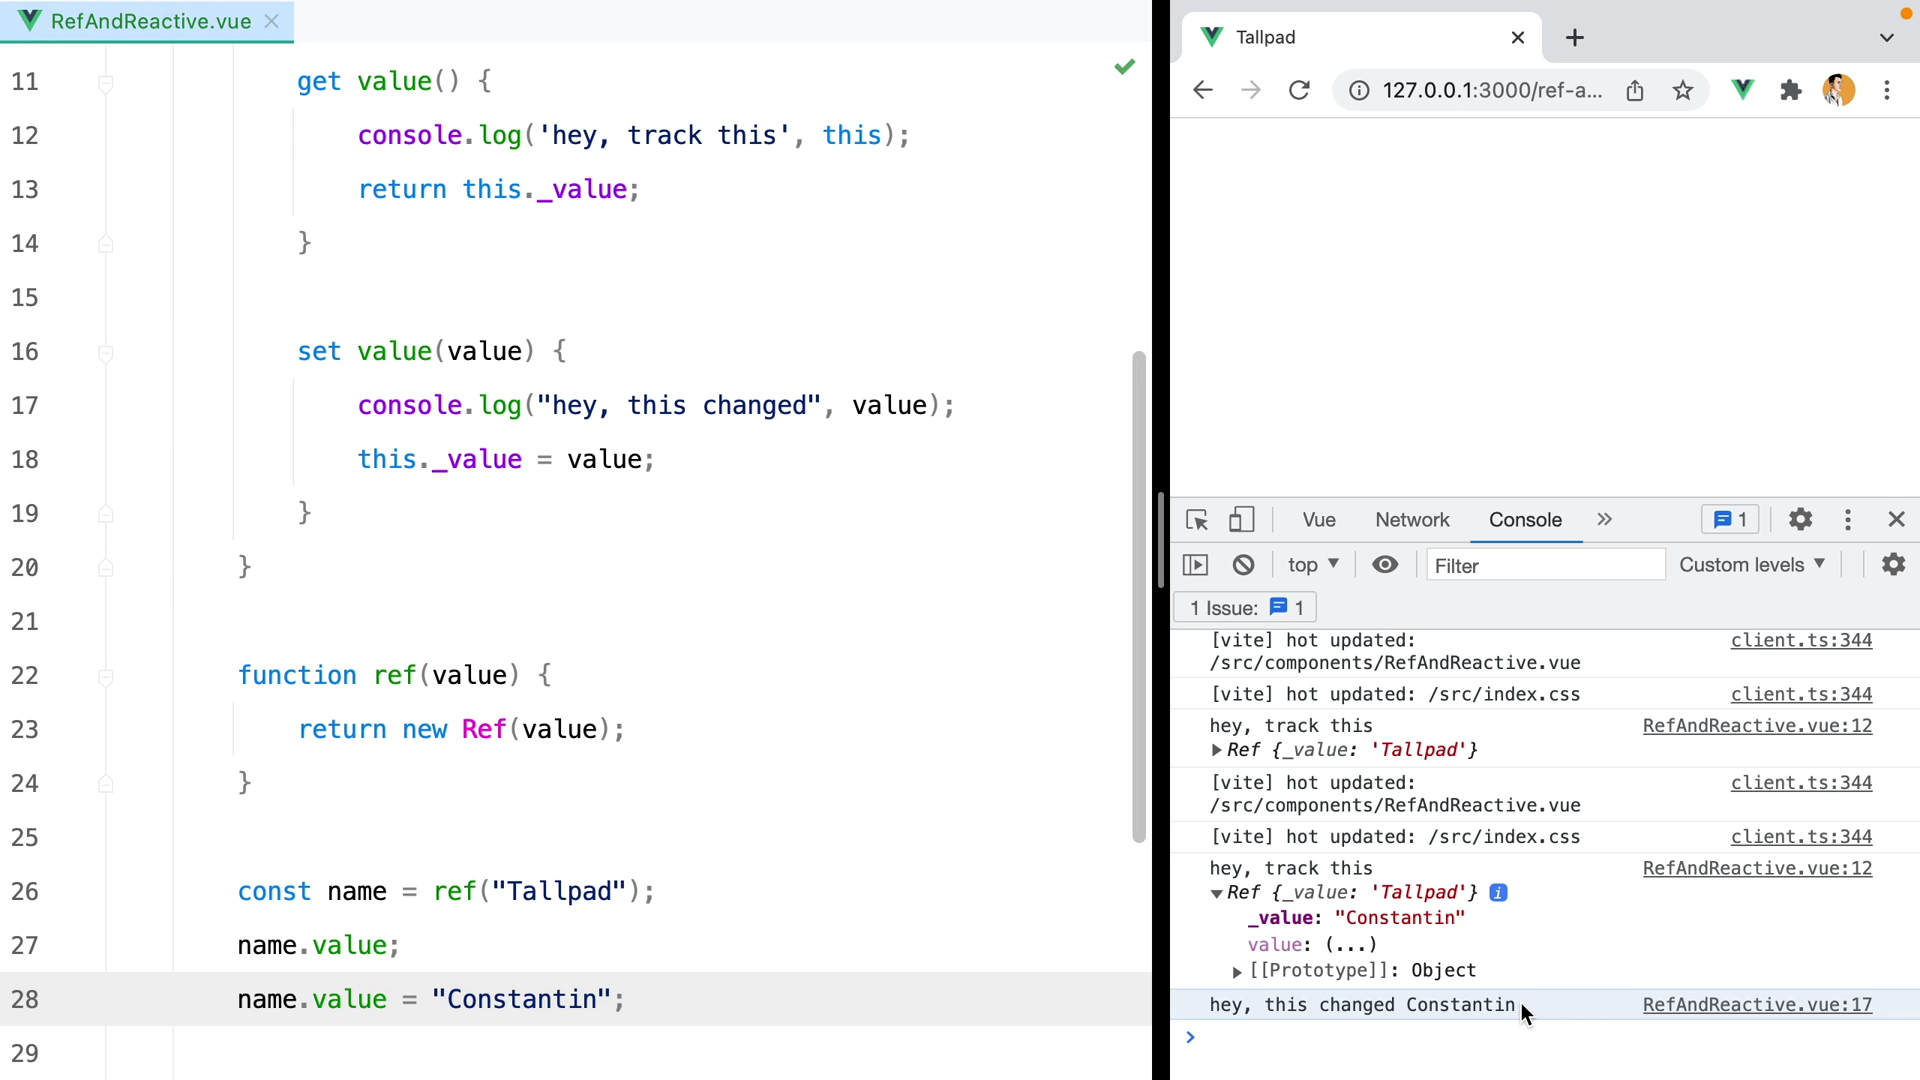 RefAndReactive.vue
11 get value() {
12 console.log('hey, track this', this);
13 return this._value;
14 }
15
16 set value(value) {
17 console.log("hey, this changed", value);
18 this._value = value;
19 }
20 }
21
22 function ref(value) {
23 return new Ref(value);
24 }
25
26 const name = ref("Tallpad");
27 name.value;
28 name.value = "Constantin";
29
Tallpad
127.0.0.1:3000/ref-a...
Vue Network Console » 1
top Filter Custom levels
1 Issue: 1
[vite] hot updated: client.ts:344
/src/components/RefAndReactive.vue
[vite] hot updated: /src/index.css client.ts:344
hey, track this RefAndReactive.vue:12
Ref {_value: 'Tallpad'}
[vite] hot updated: client.ts:344
/src/components/RefAndReactive.vue
[vite] hot updated: /src/index.css client.ts:344
hey, track this RefAndReactive.vue:12
Ref {_value: 'Tallpad'} i
_value: "Constantin"
value: (...)
[[Prototype]]: Object
hey, this changed Constantin RefAndReactive.vue:17